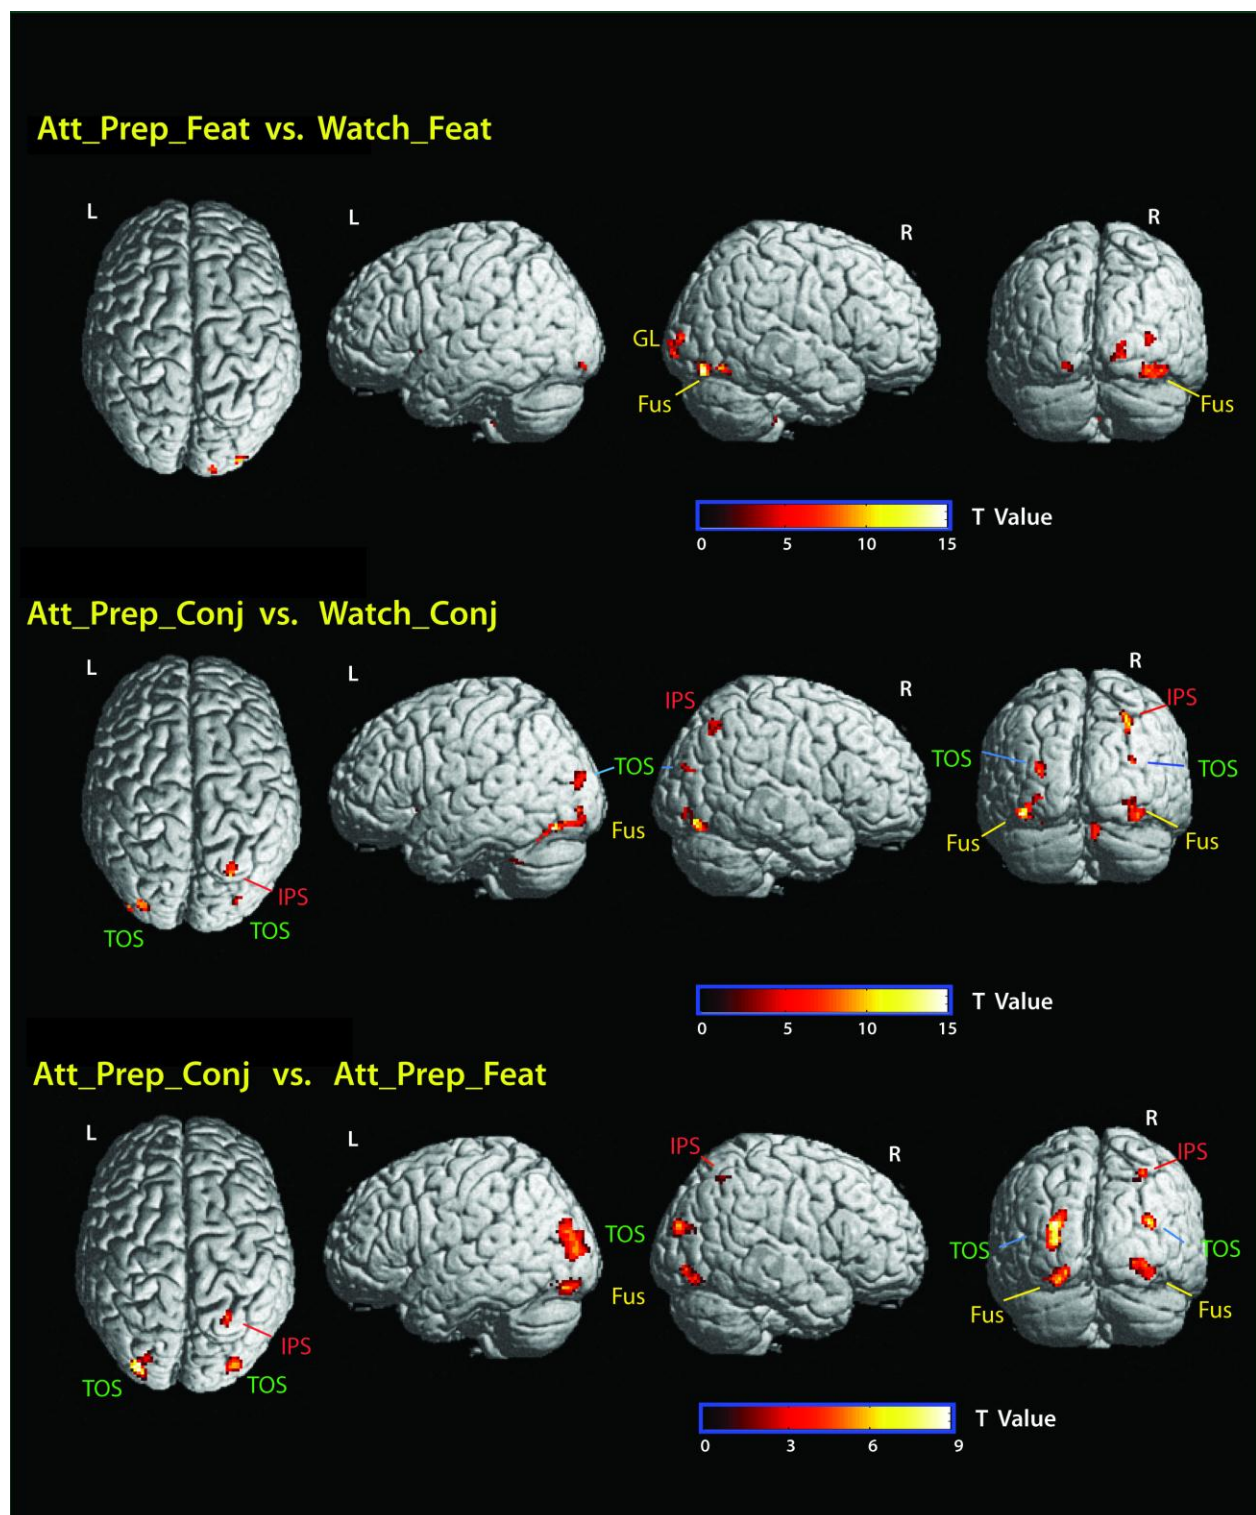 Att_Prep_Feat vs. Watch_Feat
L
L
R
R
GL
Fus
Fus
T Value
0 5 10 15
Att_Prep_Conj vs. Watch_Conj
L
L
R
R
IPS
IPS
TOS
TOS
TOS
Fus
Fus
Fus
IPS
TOS
TOS
T Value
0 5 10 15
Att_Prep_Conj vs. Att_Prep_Feat
L
L
R
R
IPS
IPS
TOS
TOS
TOS
Fus
Fus
Fus
IPS
TOS
TOS
T Value
0 3 6 9